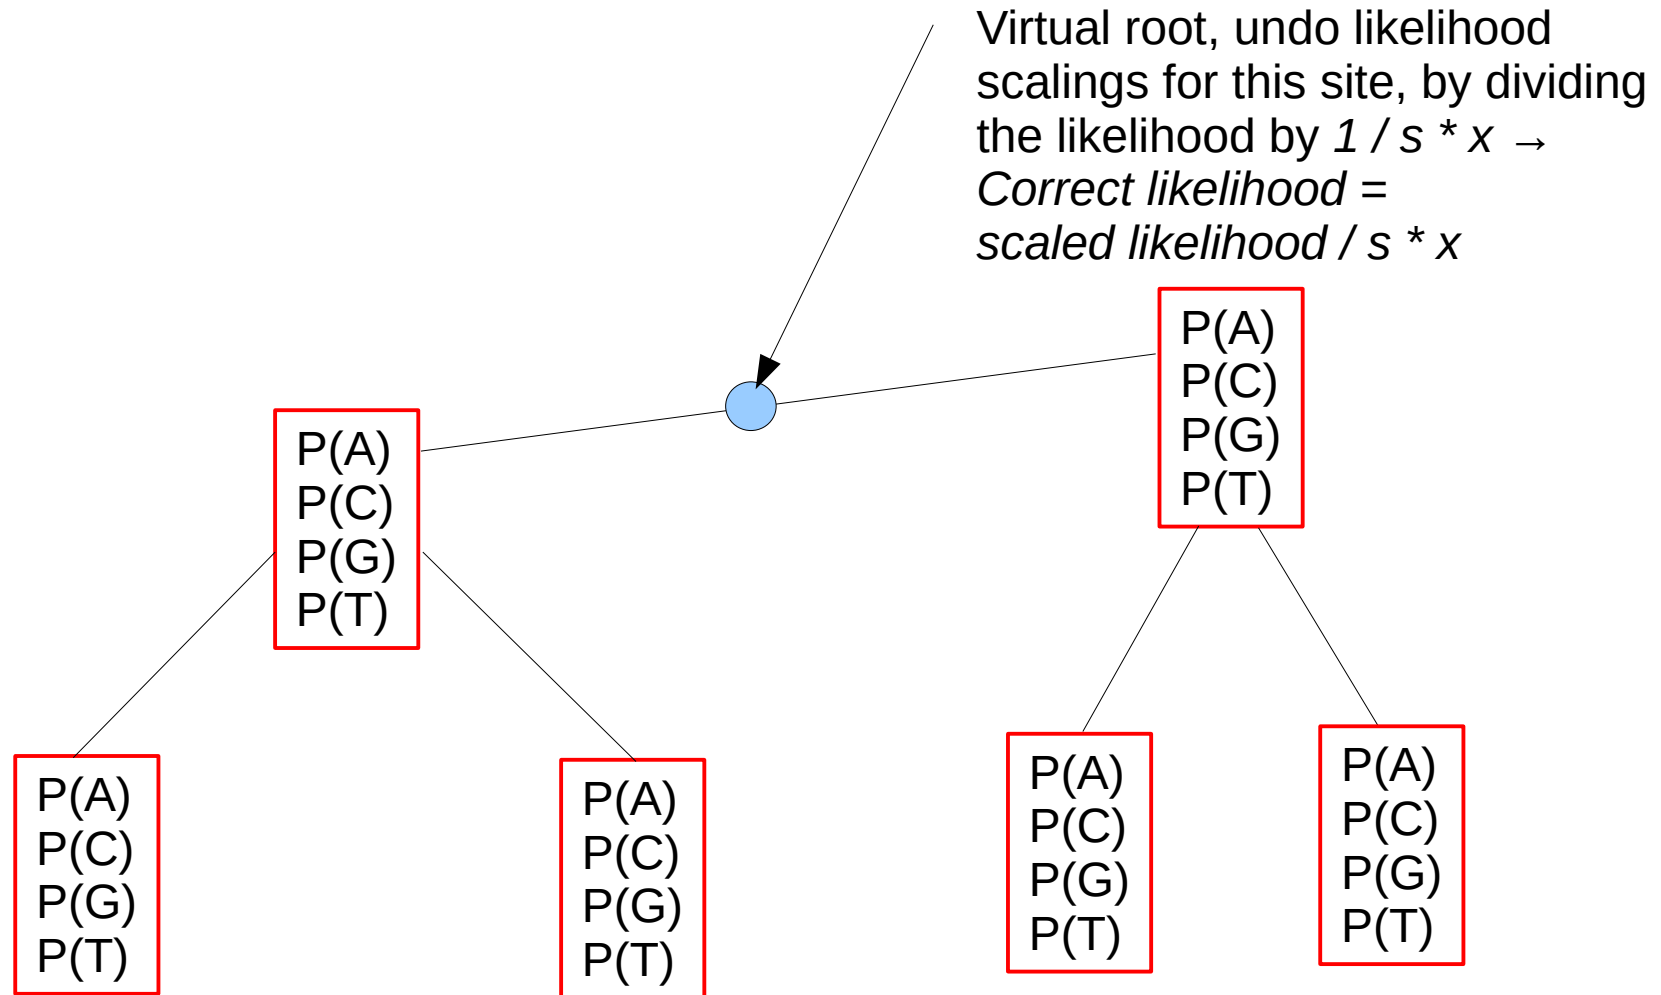 Virtual root, undo likelihood
scalings for this site, by dividing
the likelihood by 1 / s * x →
Correct likelihood =
scaled likelihood / s * x
P(A)
P(C)
P(G)
P(T)
P(A)
P(C)
P(G)
P(T)
P(A)
P(C)
P(G)
P(T)
P(A)
P(C)
P(G)
P(T)
P(A)
P(C)
P(G)
P(T)
P(A)
P(C)
P(G)
P(T)